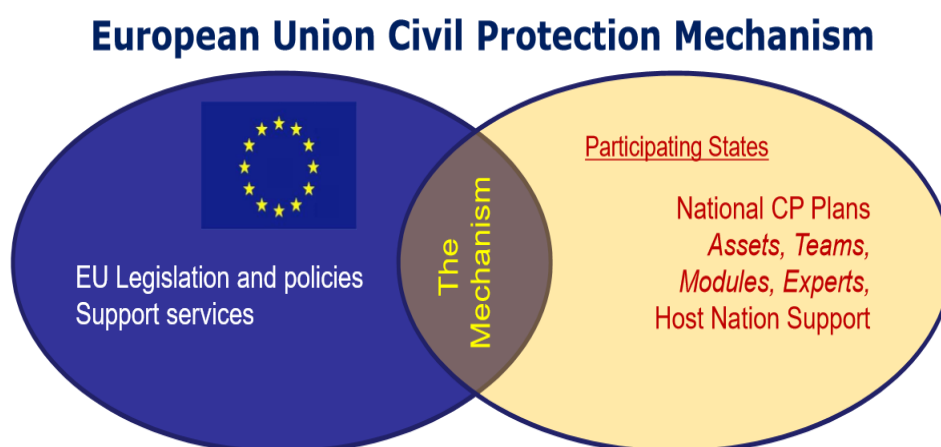 European Union Civil Protection Mechanism
EU Legislation and policies
Support services
The
Mechanism
Participating States
National CP Plans
Assets, Teams,
Modules, Experts,
Host Nation Support